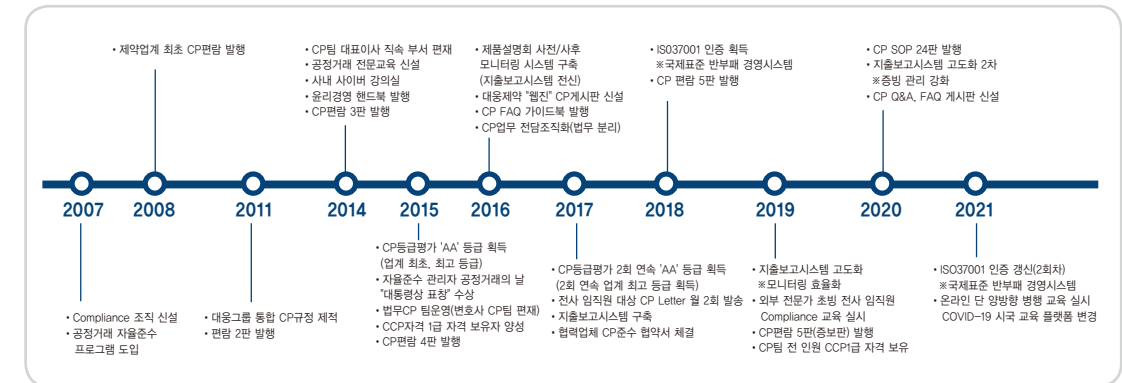 • 제약업계 최초 CP편람 발행
• CP팀 대표이사 직속 부서 편재
• 공정거래 전문교육 신설
• 사내 사이버 강의실
• 윤리경영 핸드북 발행
• CP편람 3판 발행
• 제품설명회 사전/사후
모니터링 시스템 구축
(지출보고시스템 전신)
• 대웅제약 "웹진" CP게시판 신설
• CP FAQ 가이드북 발행
• CP업무 전담조직화(법무 분리)
• ISO37001 인증 획득
※국제표준 반부패 경영시스템
• CP 편람 5판 발행
• CP SOP 24판 발행
• 지출보고시스템 고도화 2차
※증빙 관리 강화
• CP Q&A, FAQ 게시판 신설
2007
2008
2011
2014
2015
2016
2017
2018
2019
2020
2021
• Compliance 조직 신설
• 공정거래 자율준수
프로그램 도입
• 대웅그룹 통합 CP규정 제적
• 편람 2판 발행
• CP등급평가 'AA' 등급 획득
(업계 최초, 최고 등급)
• 자율준수 관리자 공정거래의 날
"대통령상 표창" 수상
• 법무CP 팀운영(변호사 CP팀 편재)
• CCP자격 1급 자격 보유자 양성
• CP편람 4판 발행
• CP등급평가 2회 연속 'AA' 등급 획득
(2회 연속 업계 최고 등급 획득)
• 전사 임직원 대상 CP Letter 월 2회 발송
• 지출보고시스템 구축
• 협력업체 CP준수 협약서 체결
• 지출보고시스템 고도화
※모니터링 효율화
• 외부 전문가 초빙 전사 임직원
Compliance 교육 실시
• CP편람 5판(증보판) 발행
• CP팀 전 인원 CCP1급 자격 보유
• ISO37001 인증 갱신(2회차)
※국제표준 반부패 경영시스템
• 온라인 단 양방향 병행 교육 실시
COVID-19 시국 교육 플랫폼 변경